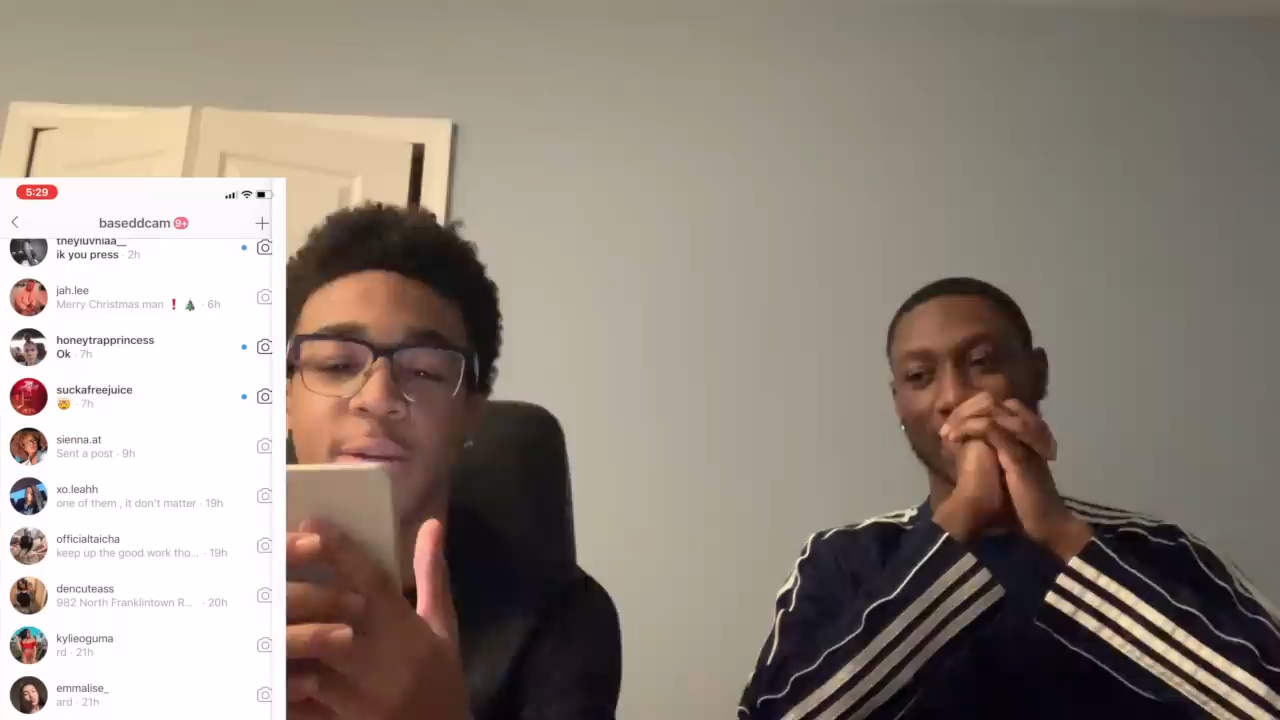 5:29
baseddcam 9+
theyluvniaa__
ik you press · 2h
jah.lee
Merry Christmas man ❗ 🎄 · 6h
honeytrapprincess
Ok · 7h
suckafreejuice
🤯 · 7h
sienna.at
Sent a post · 9h
xo.leahh
one of them , it don't matter · 19h
officialtaicha
keep up the good work tho... · 19h
dencuteass
982 North Franklintown R... · 20h
kylieoguma
rd · 21h
emmalise_
ard · 21h